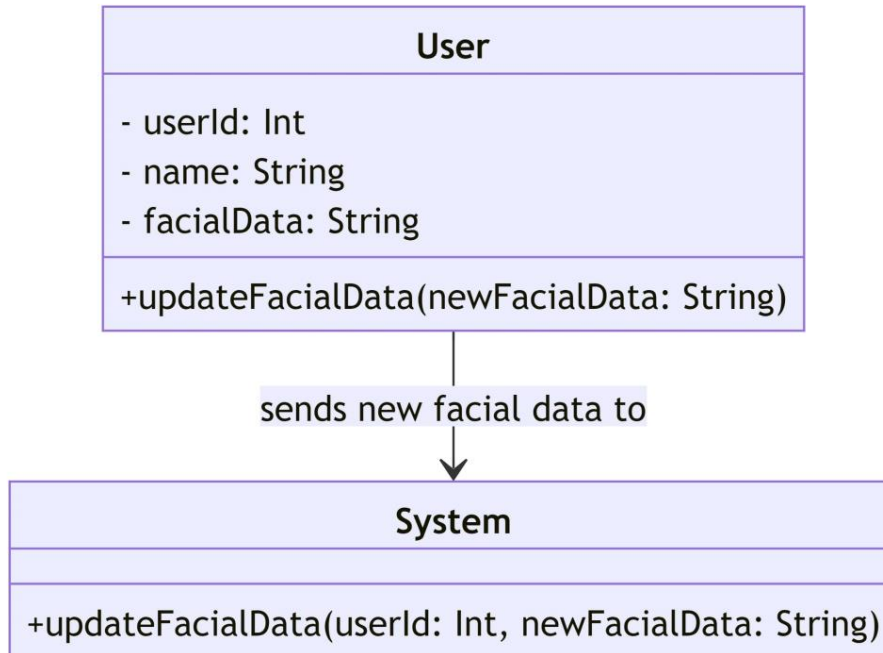 User
- userId: Int
- name: String
- facialData: String
+updateFacialData(newFacialData: String)
sends new facial data to
System
+updateFacialData(userId: Int, newFacialData: String)